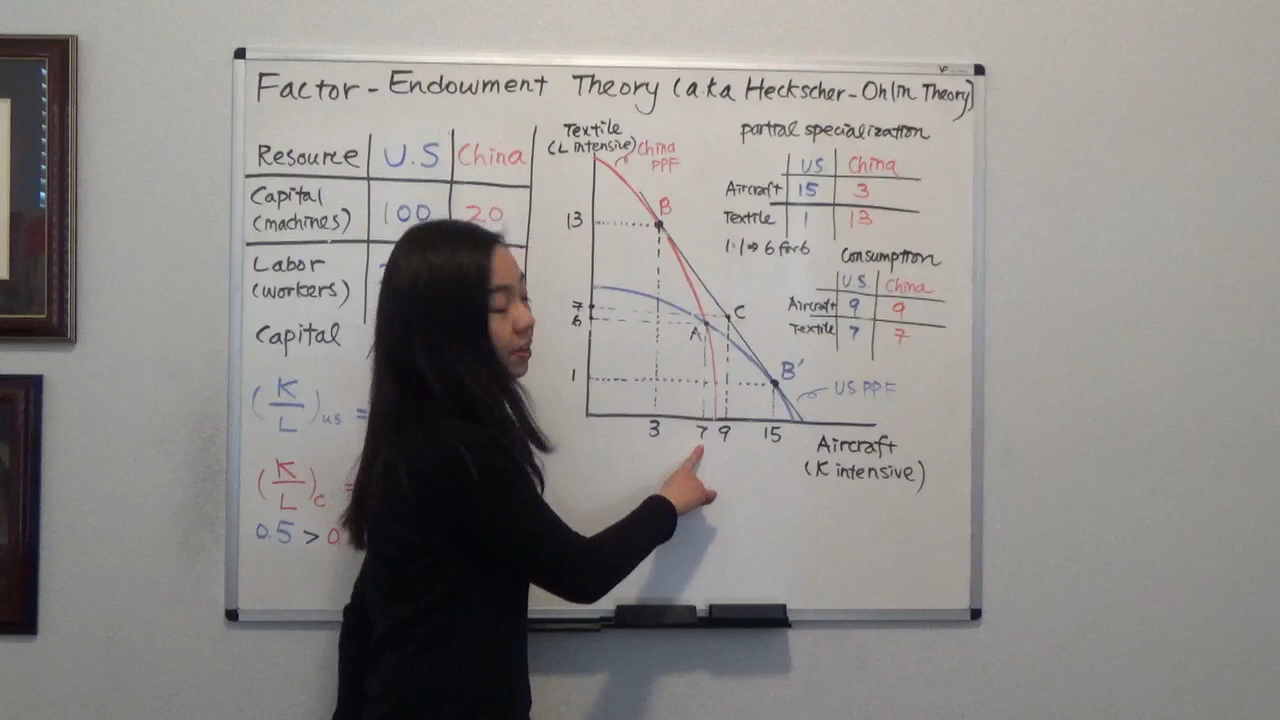 Factor - Endowment Theory (a.k.a Heckscher - Ohlin Theory)
Resource U.S China
Capital (machines) 100 20
Labor (workers)
Capital
(K/L)us =
(K/L)c =
0.5 > 0.
Textile
(L intensive)
China PPF
13
7
6
1
B
C
A
B'
US PPF
3 7 9 15
Aircraft
(K intensive)
partial specialization
US China
Aircraft 15 3
Textile 1 13
1:1 ⇒ 6 for 6
Consumption
U.S. China
Aircraft 9 9
Textile 7 7